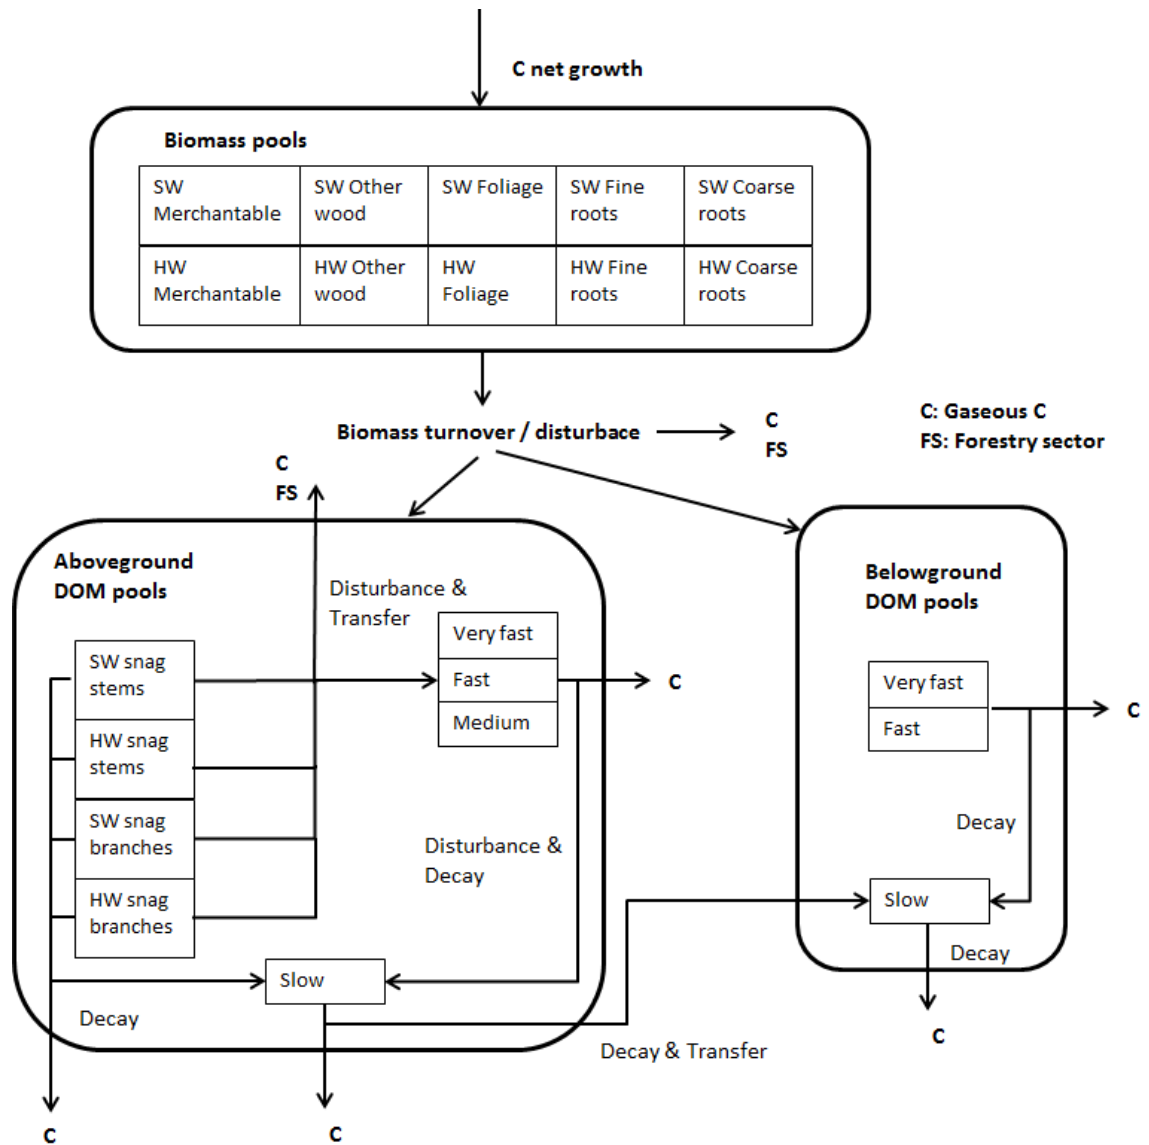 C net growth
Biomass pools
SW
Merchantable
SW Other
wood
SW Foliage
SW Fine
roots
SW Coarse
roots
HW
Merchantable
HW Other
wood
HW
Foliage
HW Fine
roots
HW Coarse
roots
Biomass turnover / disturbace
C
FS
C: Gaseous C
FS: Forestry sector
C
FS
Aboveground
DOM pools
Disturbance &
Transfer
SW snag
stems
HW snag
stems
SW snag
branches
HW snag
branches
Very fast
Fast
Medium
C
Disturbance &
Decay
Slow
Decay
C
C
Decay & Transfer
Belowground
DOM pools
Very fast
Fast
C
Decay
Slow
Decay
C